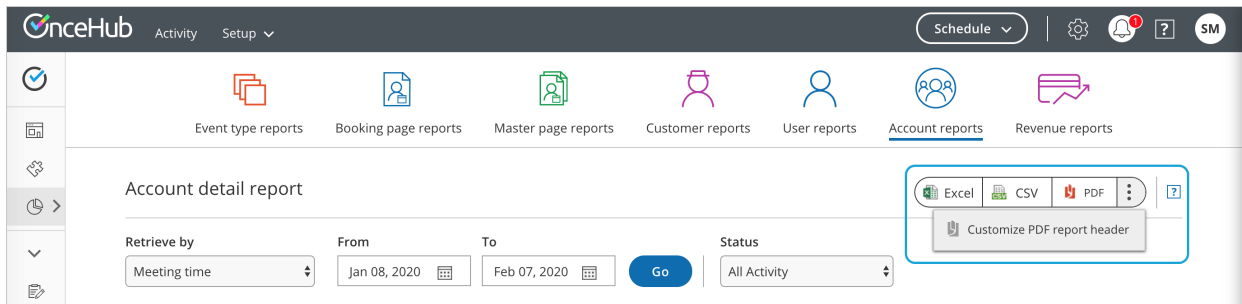 OnceHub Activity Setup Schedule 1 ? SM
Event type reports Booking page reports Master page reports Customer reports User reports Account reports Revenue reports
Account detail report Excel CSV PDF ?
Customize PDF report header
Retrieve by From To Status
Meeting time Jan 08, 2020 Feb 07, 2020 Go All Activity